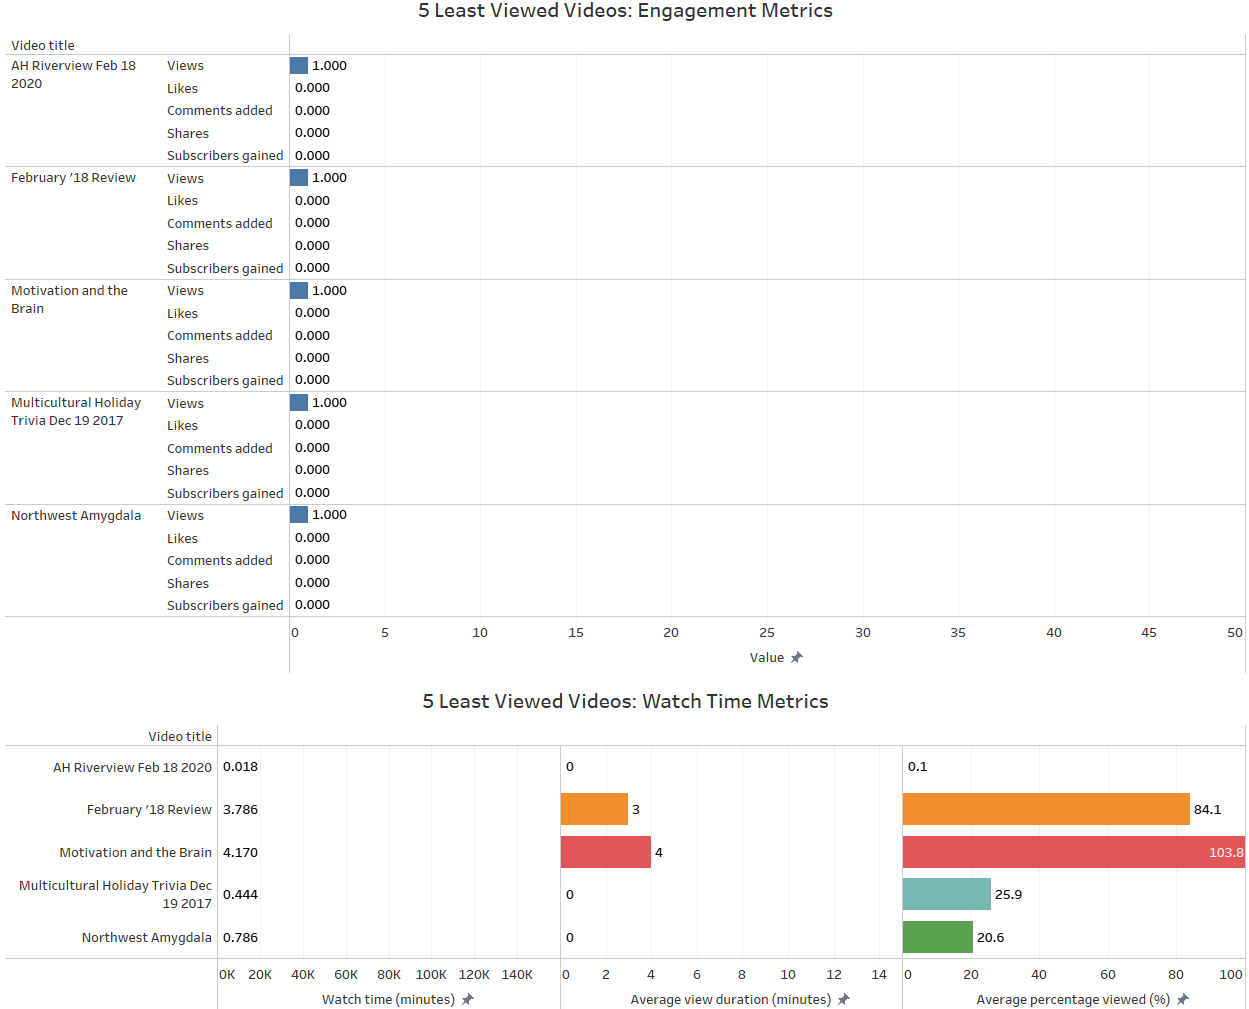 5 Least Viewed Videos: Engagement Metrics
Video title
AH Riverview Feb 18
2020
Views 1.000
Likes 0.000
Comments added 0.000
Shares 0.000
Subscribers gained 0.000
February '18 Review
Views 1.000
Likes 0.000
Comments added 0.000
Shares 0.000
Subscribers gained 0.000
Motivation and the
Brain
Views 1.000
Likes 0.000
Comments added 0.000
Shares 0.000
Subscribers gained 0.000
Multicultural Holiday
Trivia Dec 19 2017
Views 1.000
Likes 0.000
Comments added 0.000
Shares 0.000
Subscribers gained 0.000
Northwest Amygdala
Views 1.000
Likes 0.000
Comments added 0.000
Shares 0.000
Subscribers gained 0.000
0 5 10 15 20 25 30 35 40 45 50
Value
5 Least Viewed Videos: Watch Time Metrics
Video title
AH Riverview Feb 18 2020 0.018 0 0.1
February '18 Review 3.786 3 84.1
Motivation and the Brain 4.170 4 103.8
Multicultural Holiday Trivia Dec
19 2017
0.444 0 25.9
Northwest Amygdala 0.786 0 20.6
0K 20K 40K 60K 80K 100K 120K 140K 0 2 4 6 8 10 12 14 0 20 40 60 80 100
Watch time (minutes) Average view duration (minutes) Average percentage viewed (%)